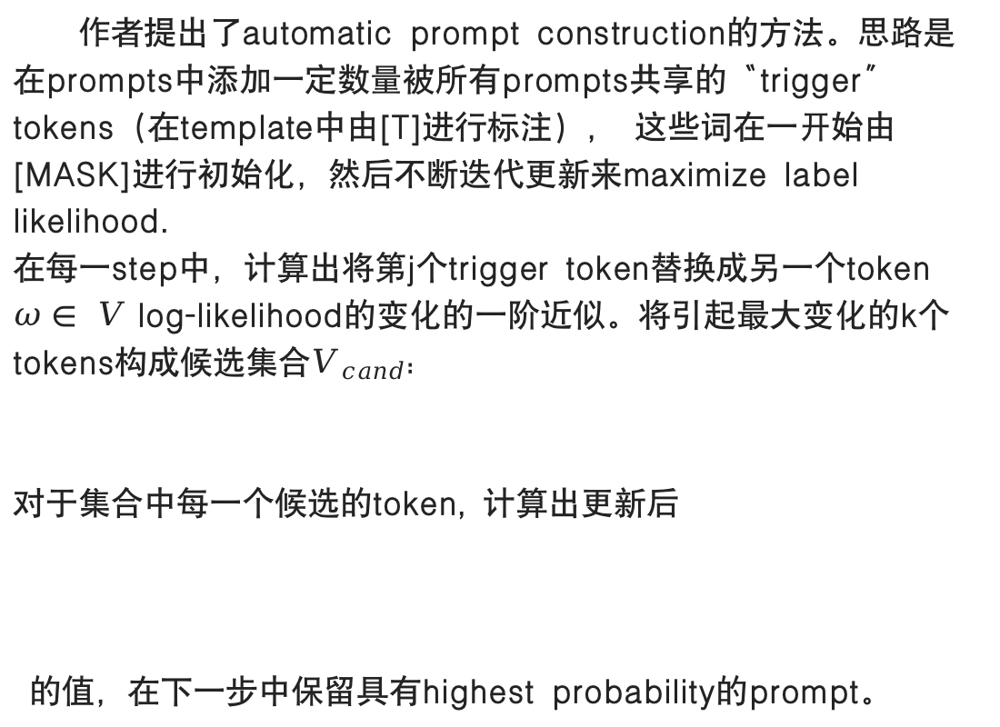 作者提出了automatic prompt construction的方法。思路是
在prompts中添加一定数量被所有prompts共享的〝trigger〞
tokens（在template中由[T]进行标注）， 这些词在一开始由
[MASK]进行初始化，然后不断迭代更新来maximize label
likelihood.
在每一step中，计算出将第j个trigger token替换成另一个token
ω ∈ V log-likelihood的变化的一阶近似。将引起最大变化的k个
tokens构成候选集合V_{cand}:
对于集合中每一个候选的token, 计算出更新后
的值，在下一步中保留具有highest probability的prompt。